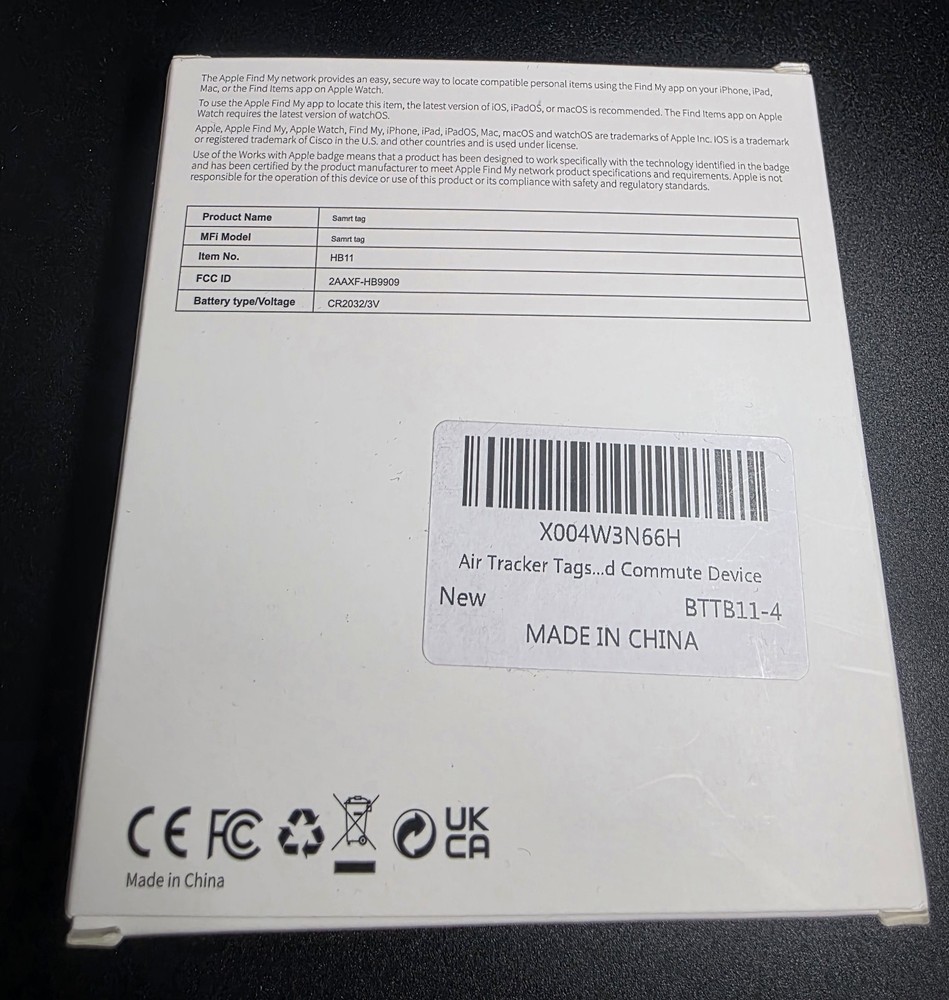 The Apple Find My network provides an easy, secure way to locate compatible personal items using the Find My app on your iPhone, iPad,
Mac, or the Find Items app on Apple Watch.
To use the Apple Find My app to locate this item, the latest version of iOS, iPadOS, or macOS is recommended. The Find Items app on Apple
Watch requires the latest version of watchOS.
Apple, Apple Find My, Apple Watch, Find My, iPhone, iPad, iPadOS, Mac, macOS and watchOS are trademarks of Apple Inc. IOS is a trademark
or registered trademark of Cisco in the U.S. and other countries and is used under license.
Use of the Works with Apple badge means that a product has been designed to work specifically with the technology identified in the badge
and has been certified by the product manufacturer to meet Apple Find My network product specifications and requirements. Apple is not
responsible for the operation of this device or use of this product or its compliance with safety and regulatory standards.
Product Name Samrt tag
MFi Model Samrt tag
Item No. HB11
FCC ID 2AAXF-HB9909
Battery type/Voltage CR2032/3V
X004W3N66H
Air Tracker Tags...d Commute Device
New BTTB11-4
MADE IN CHINA
CE FC UK
CA
Made in China